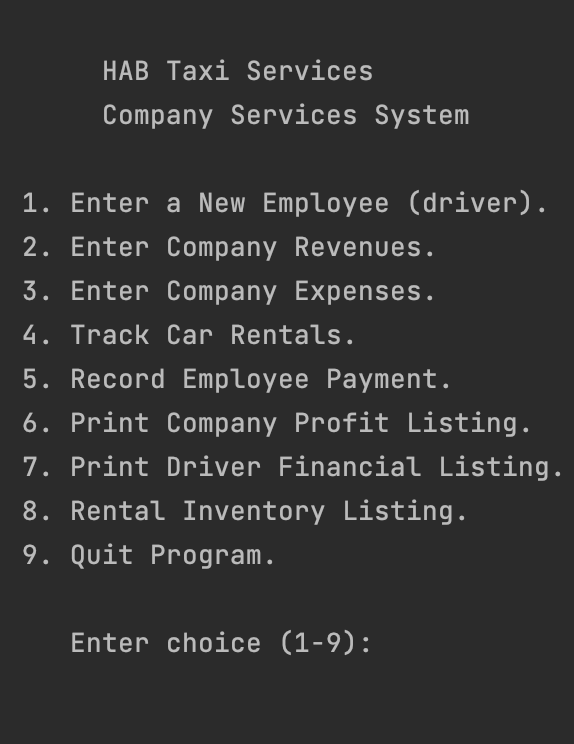 HAB Taxi Services
Company Services System
1. Enter a New Employee (driver).
2. Enter Company Revenues.
3. Enter Company Expenses.
4. Track Car Rentals.
5. Record Employee Payment.
6. Print Company Profit Listing.
7. Print Driver Financial Listing.
8. Rental Inventory Listing.
9. Quit Program.
Enter choice (1-9):